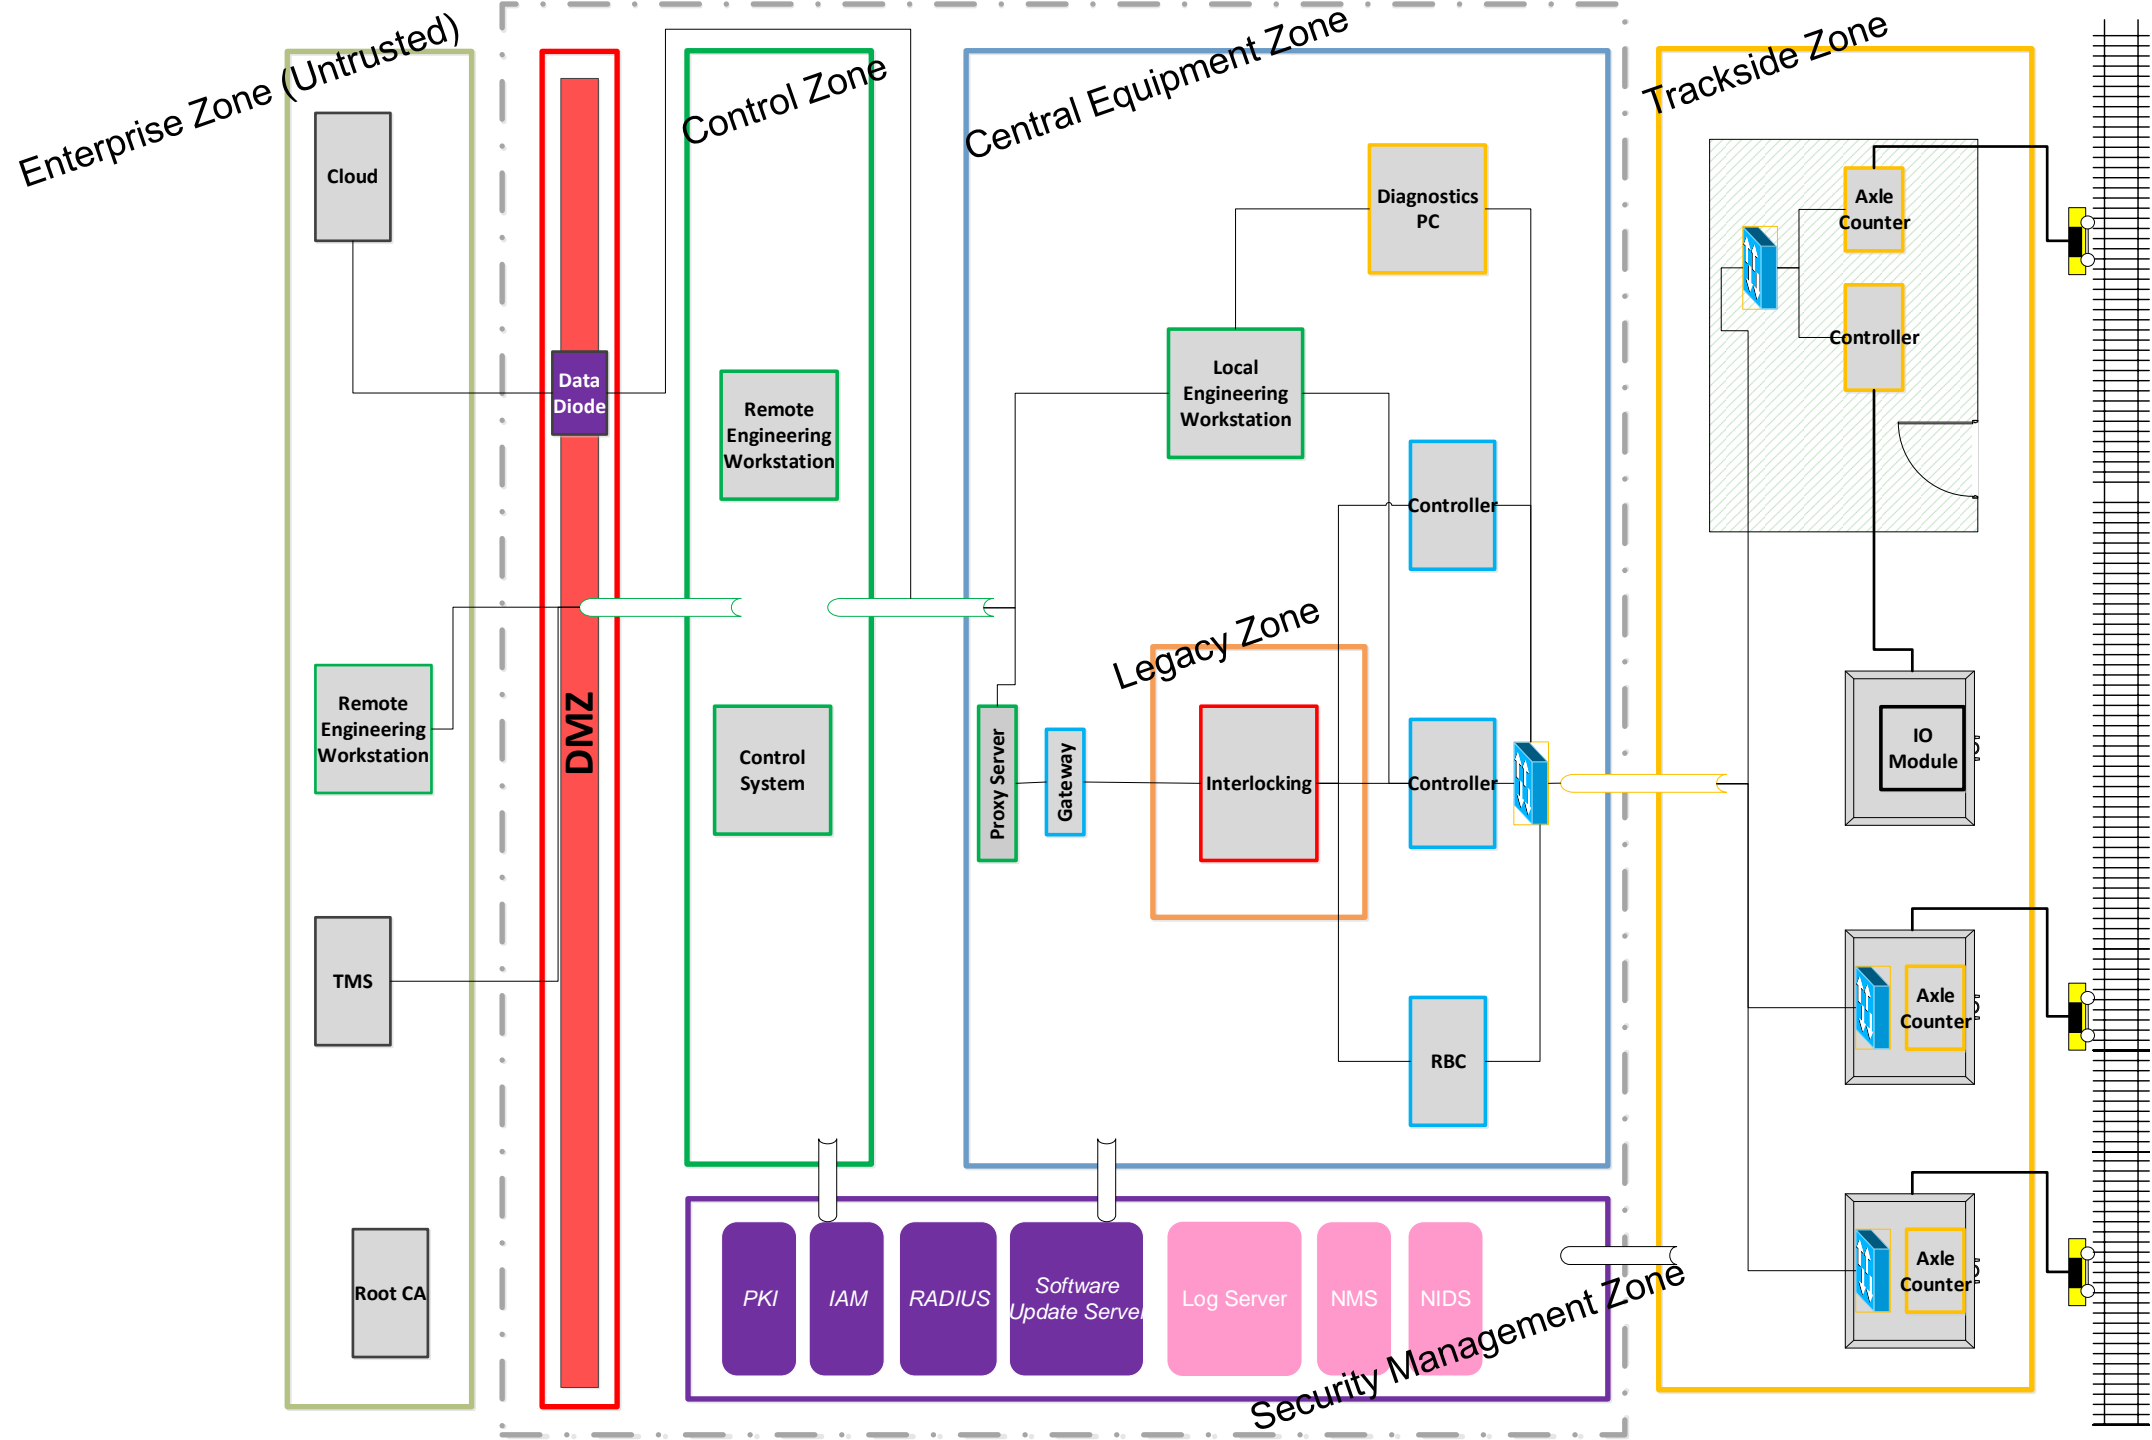 Enterprise Zone (Untrusted)
Control Zone
Central Equipment Zone
Trackside Zone
Cloud
Data
Diode
Remote
Engineering
Workstation
DMZ
Remote
Engineering
Workstation
TMS
Root CA
Control
System
Diagnostics
PC
Local
Engineering
Workstation
Controller
Legacy Zone
Proxy Server
Gateway
Interlocking
Controller
RBC
Axle
Counter
Controller
IO
Module
Axle
Counter
Axle
Counter
PKI
IAM
RADIUS
Software
Update Server
Log Server
NMS
NIDS
Security Management Zone